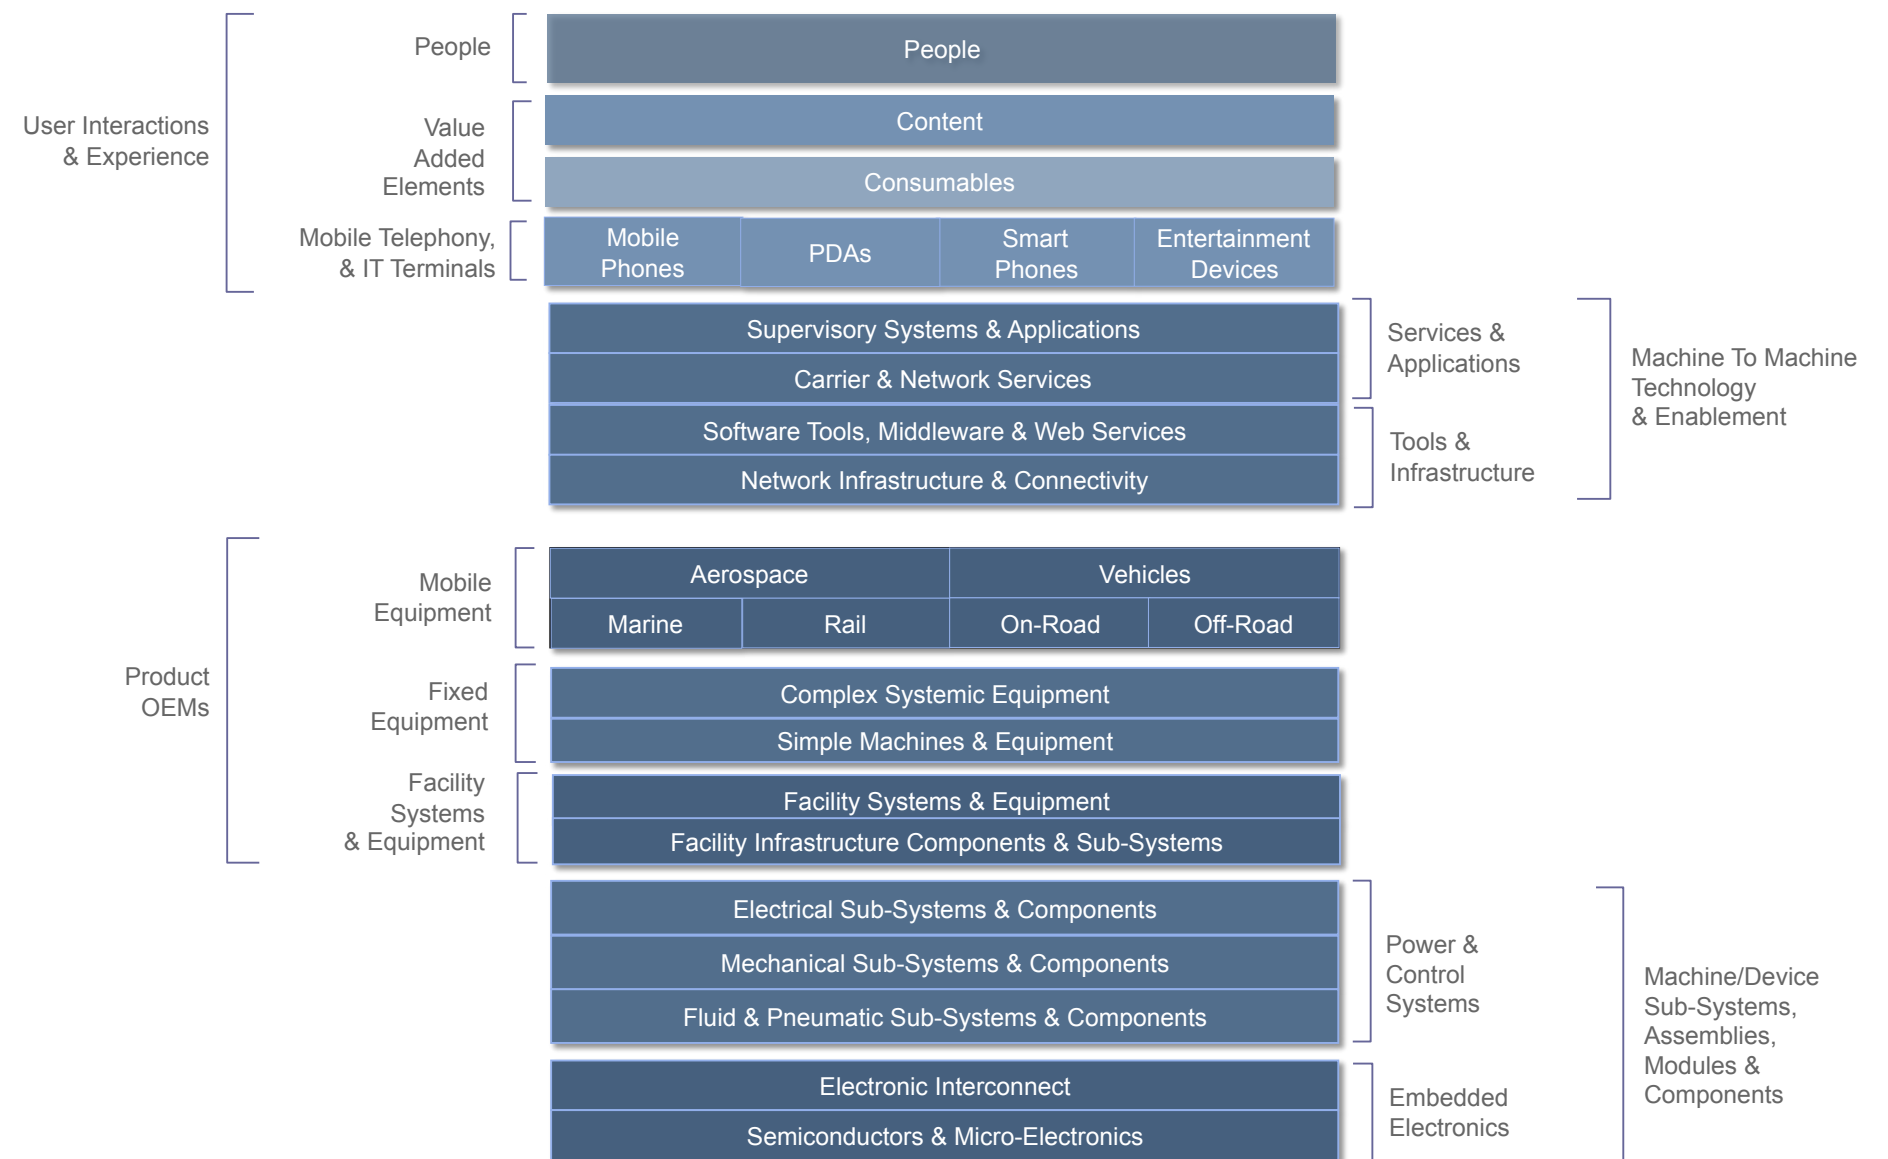 People
People
User Interactions
& Experience
Value
Added
Elements
Content
Consumables
Mobile Telephony,
& IT Terminals
Mobile
Phones
PDAs
Smart
Phones
Entertainment
Devices
Supervisory Systems & Applications
Carrier & Network Services
Services &
Applications
Machine To Machine
Technology
& Enablement
Software Tools, Middleware & Web Services
Network Infrastructure & Connectivity
Tools &
Infrastructure
Product
OEMs
Mobile
Equipment
Aerospace
Vehicles
Marine
Rail
On-Road
Off-Road
Fixed
Equipment
Complex Systemic Equipment
Simple Machines & Equipment
Facility
Systems
& Equipment
Facility Systems & Equipment
Facility Infrastructure Components & Sub-Systems
Electrical Sub-Systems & Components
Mechanical Sub-Systems & Components
Fluid & Pneumatic Sub-Systems & Components
Power &
Control
Systems
Machine/Device
Sub-Systems,
Assemblies,
Modules &
Components
Electronic Interconnect
Semiconductors & Micro-Electronics
Embedded
Electronics